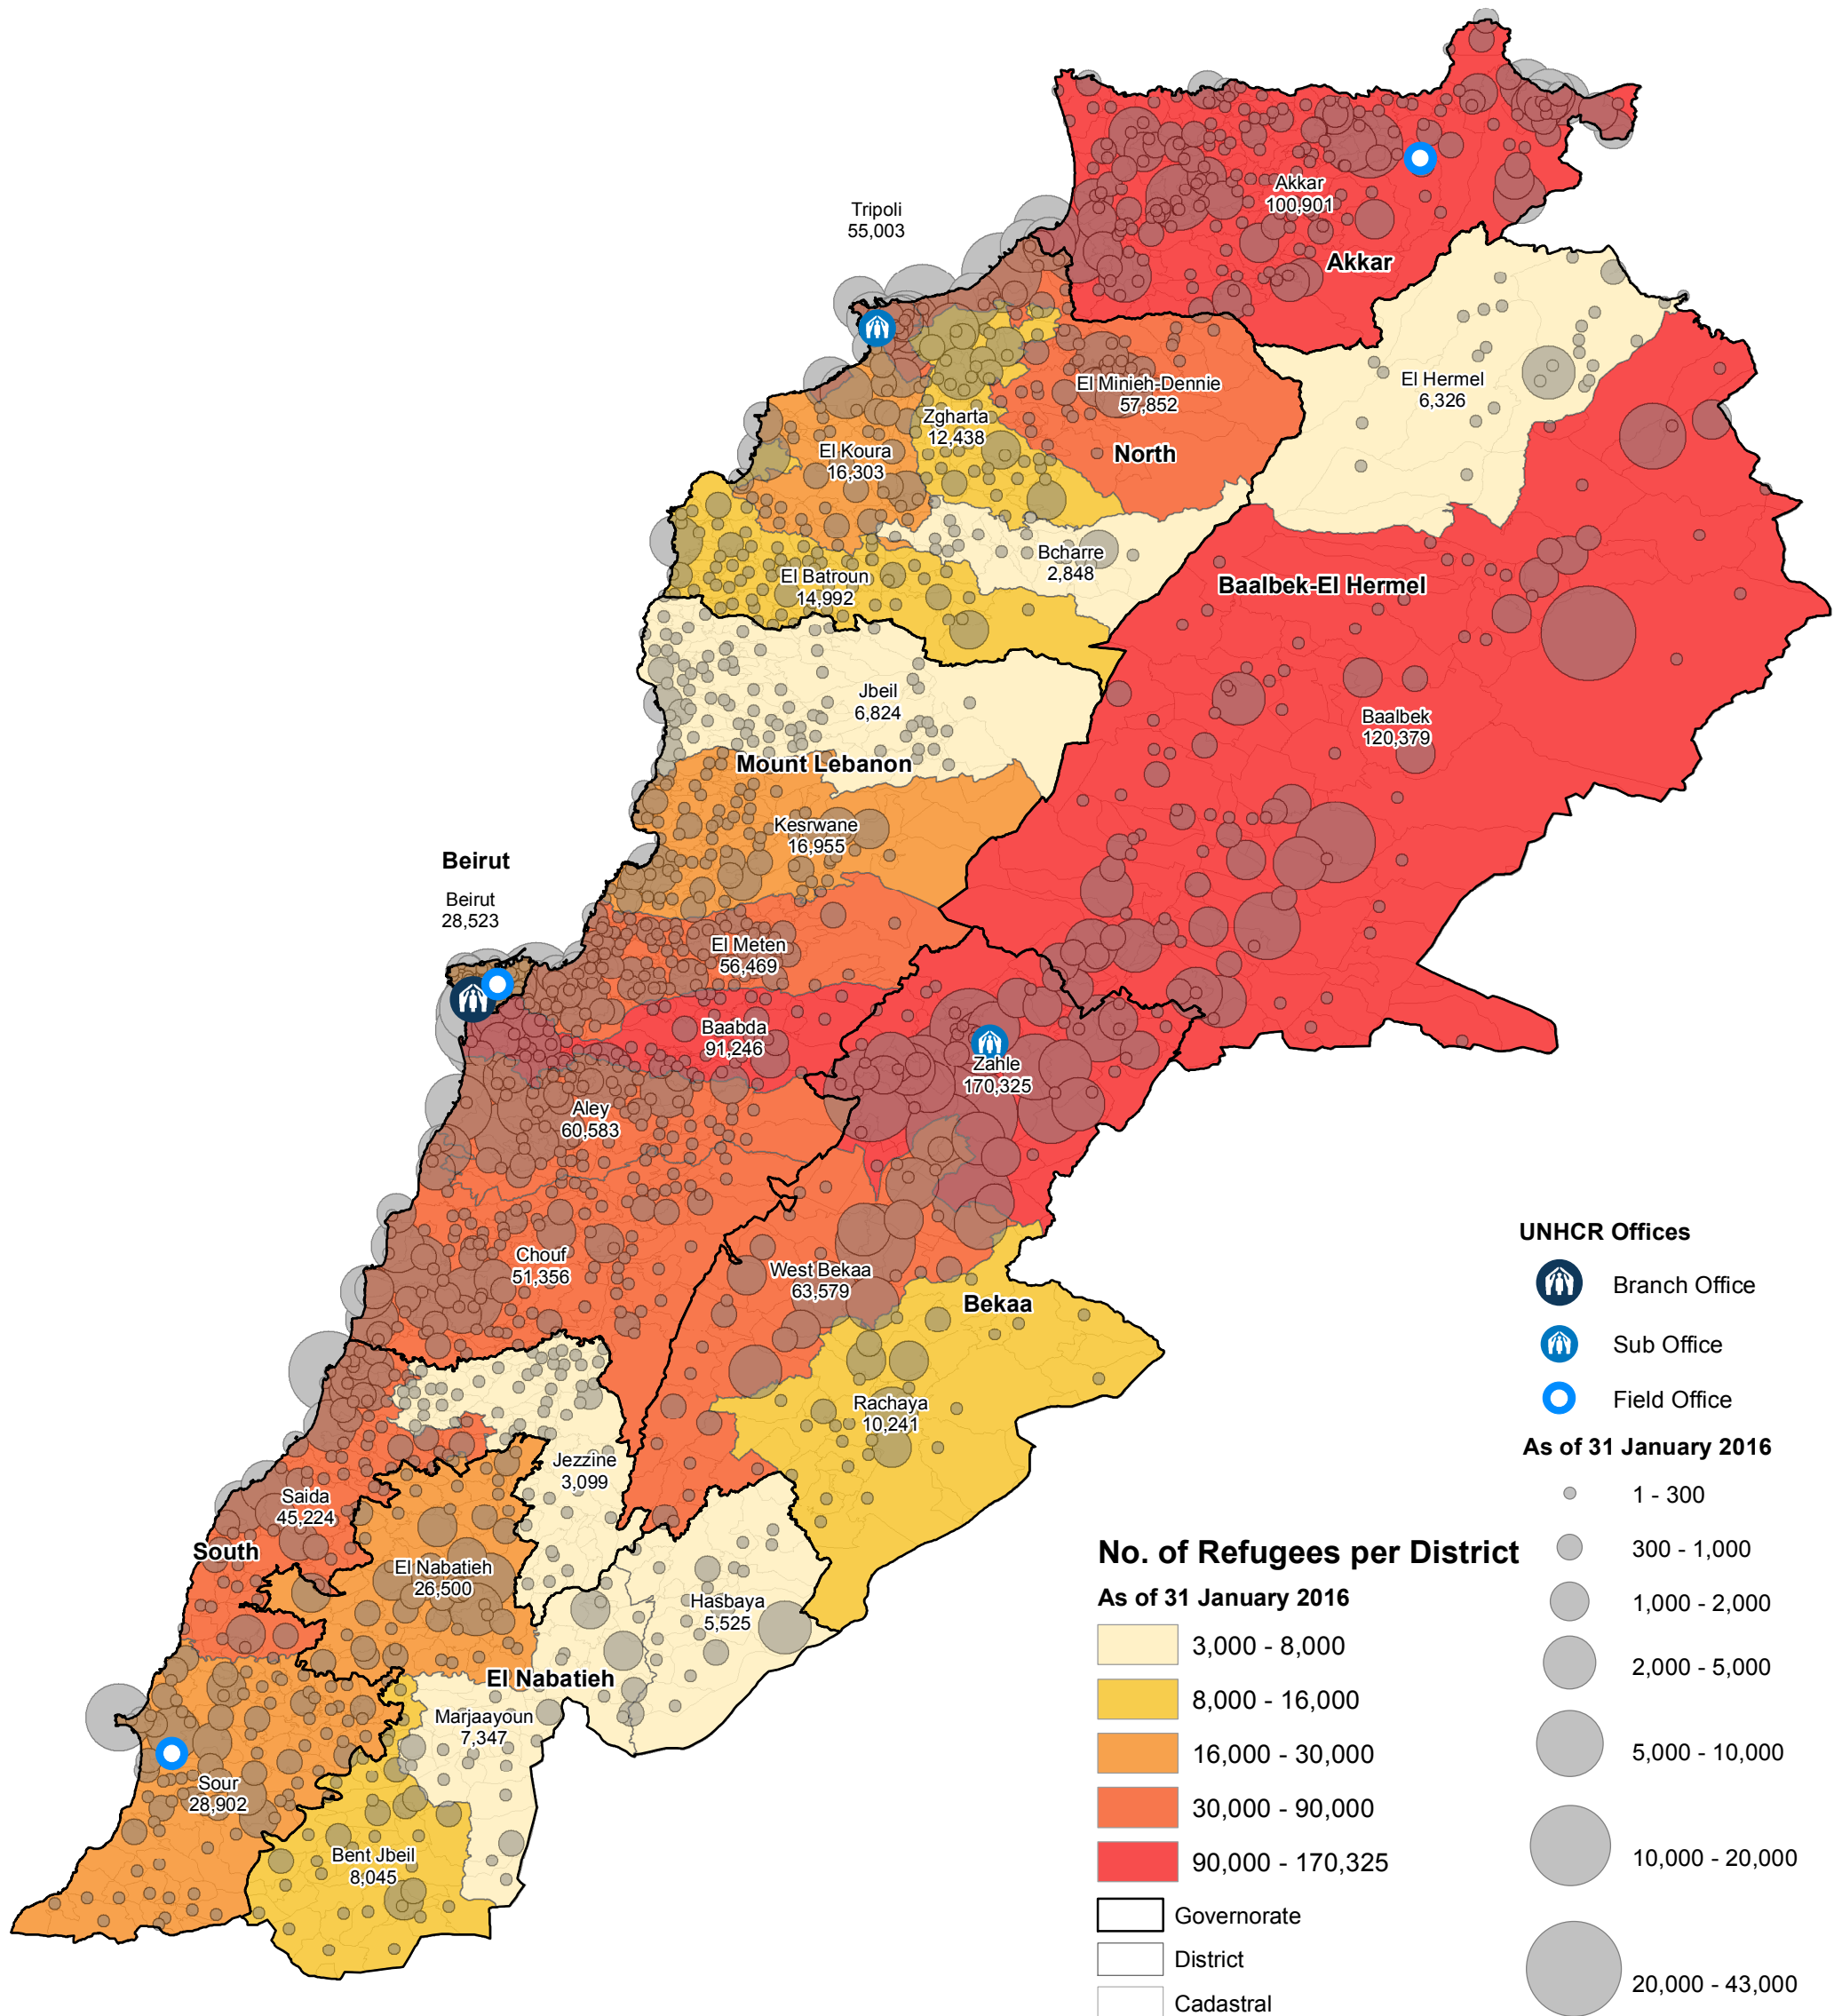 Akkar
100,901
Akkar
Tripoli
55,003
El Hermel
6,326
El Minieh-Dennie
57,852
Zgharta
12,438
North
El Koura
16,303
Bcharre
2,848
El Batroun
14,992
Baalbek-El Hermel
Jbeil
6,824
Baalbek
120,379
Mount Lebanon
Kesrwane
16,955
Beirut
Beirut
28,523
El Meten
56,469
Baabda
91,246
Zahle
170,325
Aley
60,583
Chouf
51,356
West Bekaa
63,579
Bekaa
Rachaya
10,241
Jezzine
3,099
Saida
45,224
South
El Nabatieh
26,500
Hasbaya
5,525
El Nabatieh
Marjaayoun
7,347
Sour
28,902
Bent Jbeil
8,045
UNHCR Offices
Branch Office
Sub Office
Field Office
As of 31 January 2016
1 - 300
300 - 1,000
1,000 - 2,000
2,000 - 5,000
5,000 - 10,000
10,000 - 20,000
20,000 - 43,000
No. of Refugees per District
As of 31 January 2016
3,000 - 8,000
8,000 - 16,000
16,000 - 30,000
30,000 - 90,000
90,000 - 170,325
Governorate
District
Cadastral